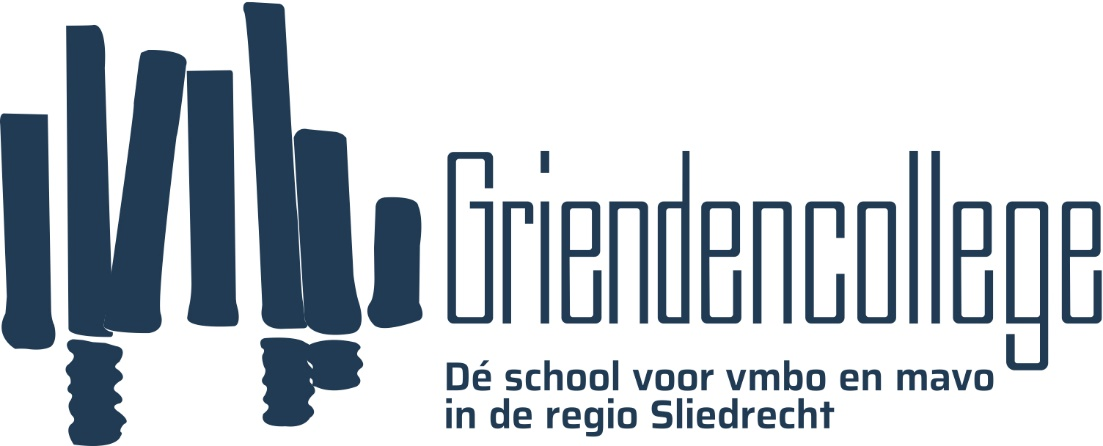 Griendencollege
Dé school voor vmbo en mavo
in de regio Sliedrecht